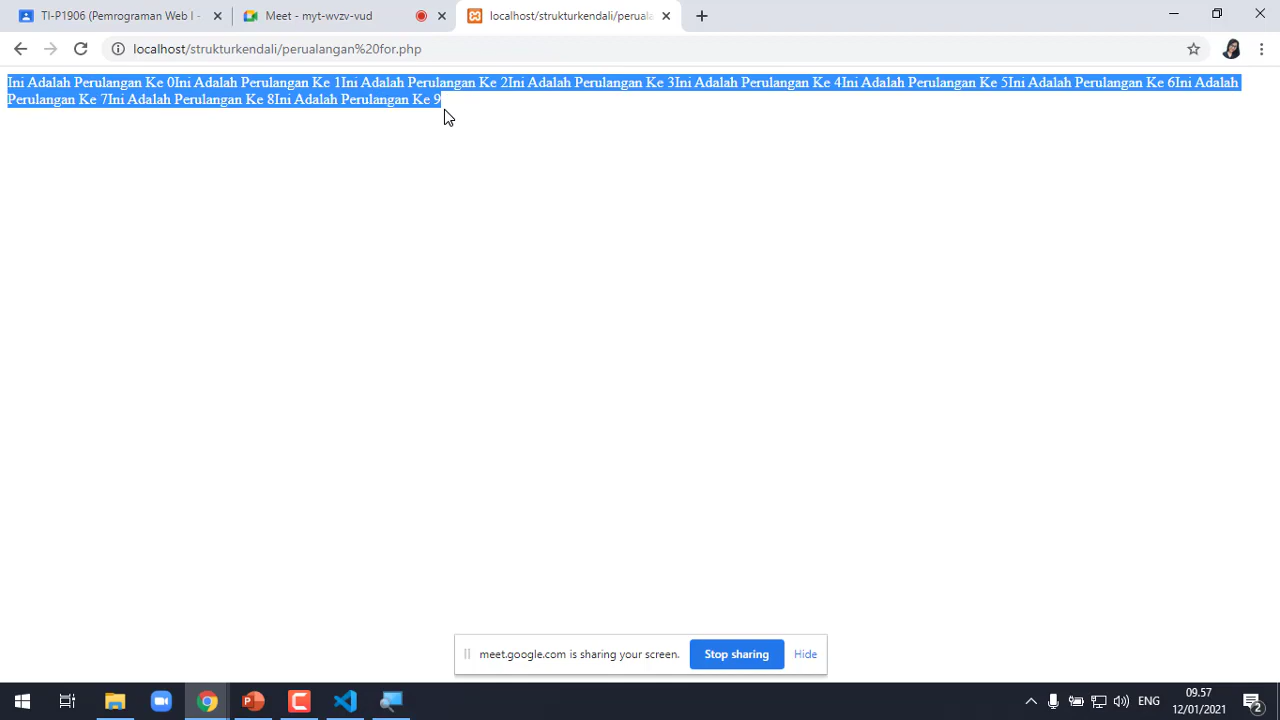 TI-P1906 (Pemrograman Web I -
Meet - myt-wvzv-vud
localhost/strukturkendali/peruala
localhost/strukturkendali/perualangan%20for.php
Ini Adalah Perulangan Ke 0Ini Adalah Perulangan Ke 1Ini Adalah Perulangan Ke 2Ini Adalah Perulangan Ke 3Ini Adalah Perulangan Ke 4Ini Adalah Perulangan Ke 5Ini Adalah Perulangan Ke 6Ini Adalah
Perulangan Ke 7Ini Adalah Perulangan Ke 8Ini Adalah Perulangan Ke 9
meet.google.com is sharing your screen.
Stop sharing
Hide
ENG
09.57
12/01/2021
2